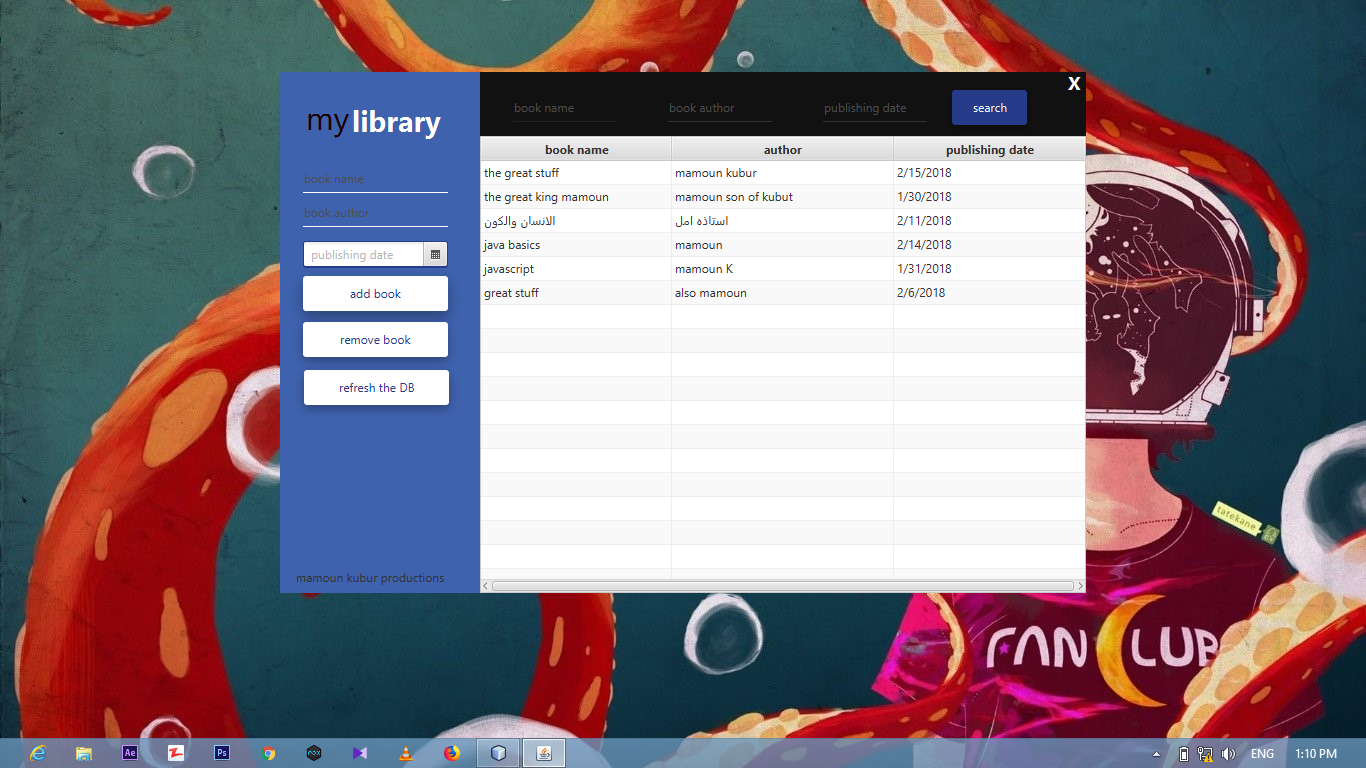 X
my library
book name
book author
publishing date
add book
remove book
refresh the DB
mamoun kubur productions
book name book author publishing date search
book name author publishing date
the great stuff mamoun kubur 2/15/2018
the great king mamoun mamoun son of kubut 1/30/2018
الانسان والكون استاذه امل 2/11/2018
java basics mamoun 2/14/2018
javascript mamoun K 1/31/2018
great stuff also mamoun 2/6/2018
tatekane
FAN CLUB
Ae Ps nox ENG 1:10 PM